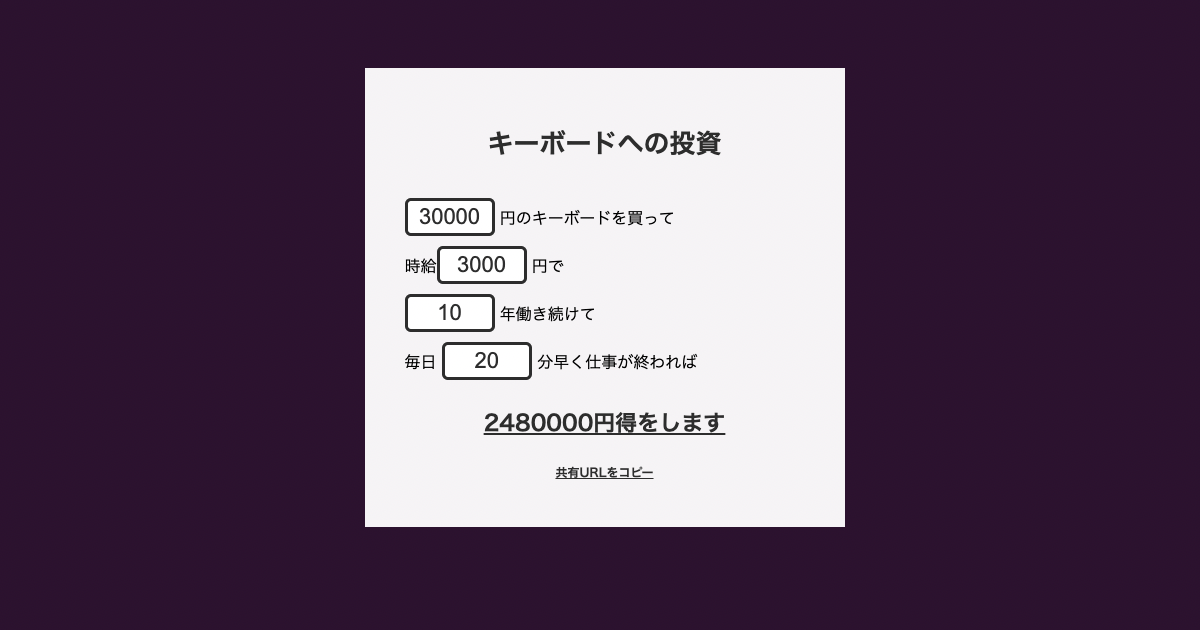 キーボードへの投資
30000 円のキーボードを買って
時給 3000 円で
10 年働き続けて
毎日 20 分早く仕事が終われば
2480000円得をします
共有URLをコピー